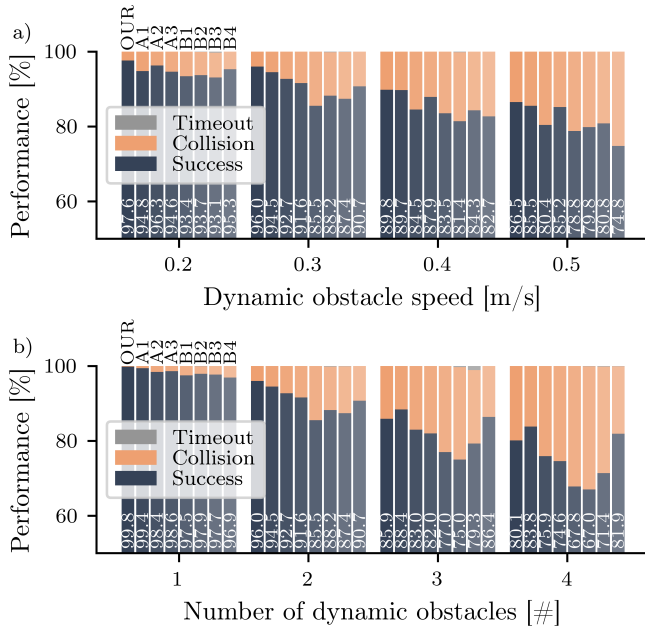 a)
OUR A1 A2 A3 B1 B2 B3 B4
Performance [%]
100
80
60
Timeout
Collision
Success
97.6 94.8 96.3 94.6 93.4 93.7 93.1 95.3
96.0 94.5 92.7 91.6 85.5 88.2 87.4 90.7
89.8 89.7 84.5 87.9 83.5 81.4 84.3 82.7
86.5 85.5 80.4 85.2 78.8 79.8 80.8 74.8
0.2 0.3 0.4 0.5
Dynamic obstacle speed [m/s]
b)
OUR A1 A2 A3 B1 B2 B3 B4
Performance [%]
100
80
60
Timeout
Collision
Success
99.8 99.4 98.4 98.6 97.5 97.9 97.7 96.9
96.0 94.5 92.7 91.6 85.5 88.2 87.4 90.7
85.9 88.4 83.0 82.0 77.0 75.0 79.3 86.4
80.1 83.8 75.9 74.6 67.8 67.0 71.4 81.9
1 2 3 4
Number of dynamic obstacles [#]